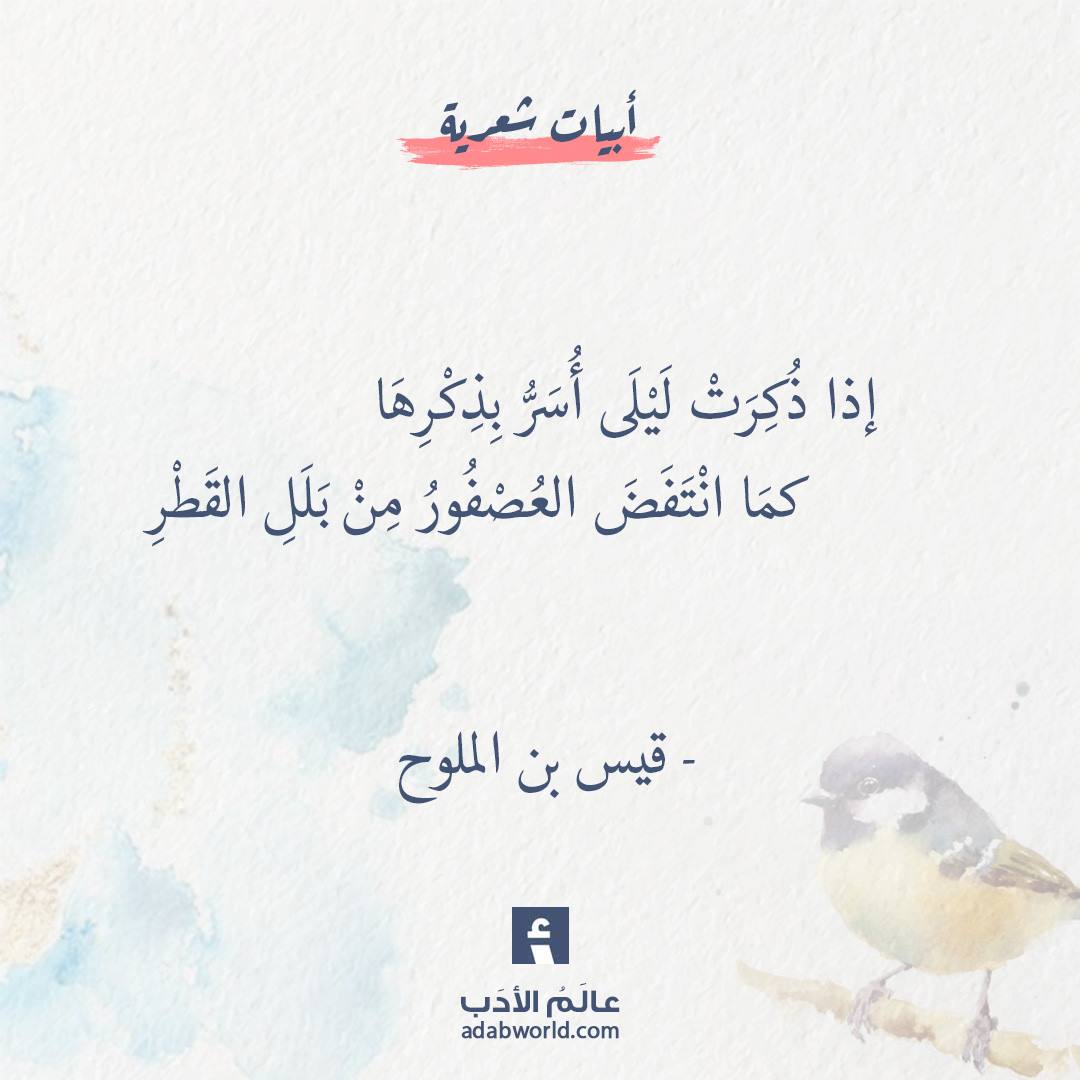 أبيات شعرية
إذا ذُكِرَتْ لَيْلَى أُسَرُّ بِذِكْرِهَا
كمَا انْتَفَضَ العُصْفُورُ مِنْ بَلَلِ القَطْرِ
- قيس بن الملوح
أ
عالَمُ الأدَب
adabworld.com